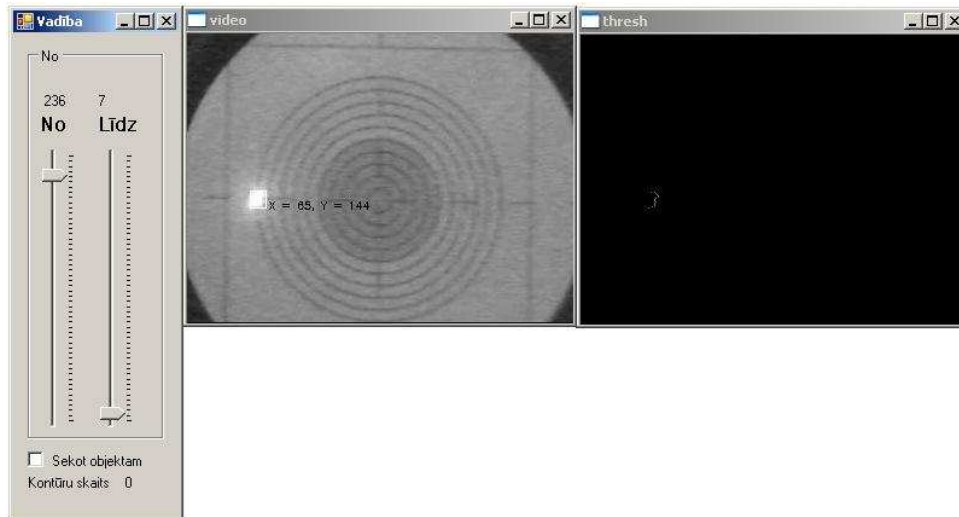 Vadība
No
236 7
No Līdz
Sekot objektam
Kontūru skaits 0
video
X = 65, Y = 144
thresh